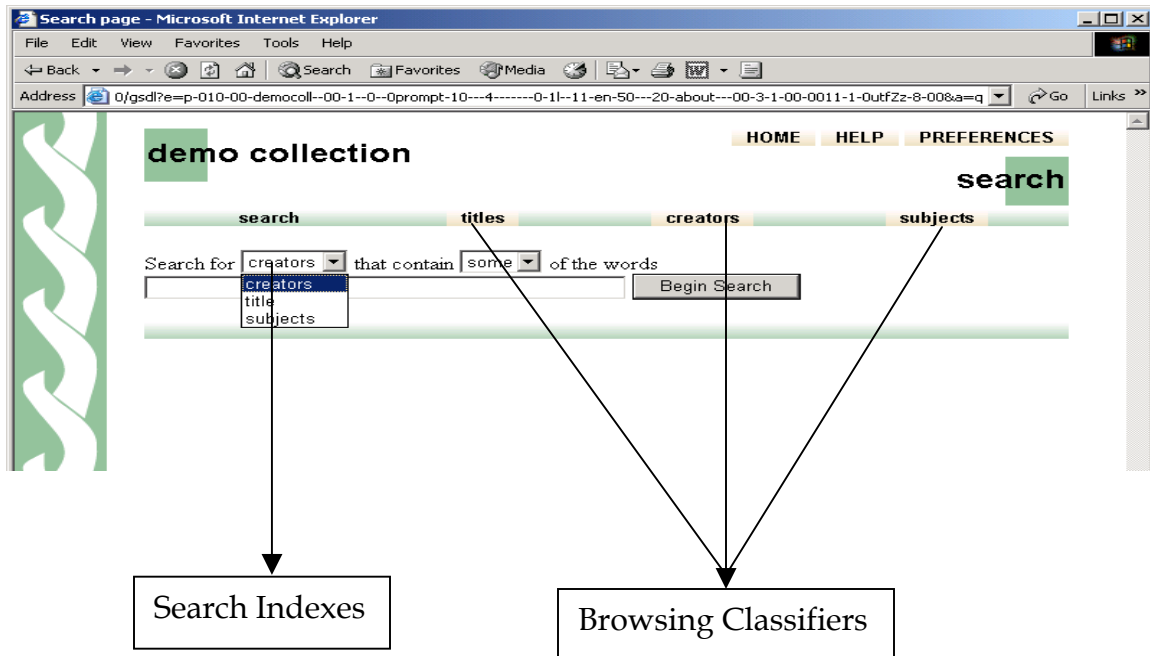 Search page - Microsoft Internet Explorer
File Edit View Favorites Tools Help
Back Search Favorites Media
Address 0/gsdl?e=p-010-00-democoll--00-1--0--0prompt-10---4-------0-1l--11-en-50---20-about---00-3-1-00-0011-1-0utfZz-8-00&a=q Go Links »
demo collection
HOME HELP PREFERENCES
search
search titles creators subjects
Search for creators that contain some of the words
creators
title
subjects
Begin Search
Search Indexes
Browsing Classifiers